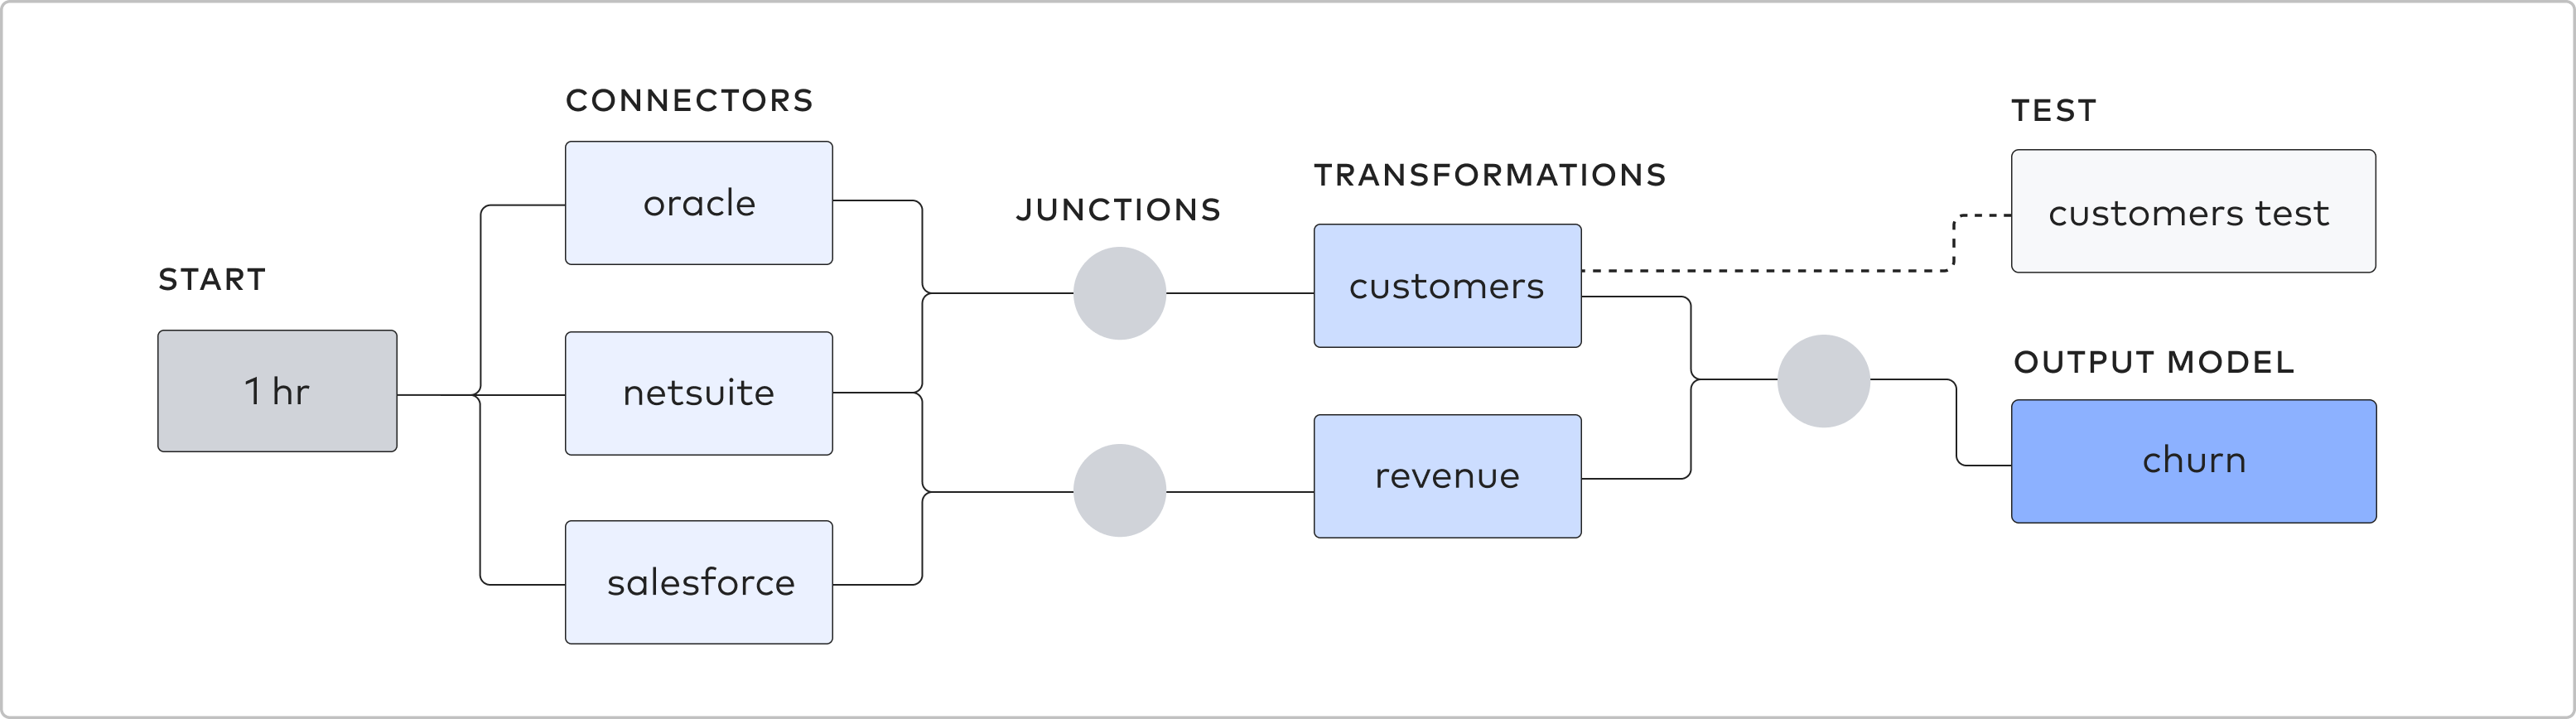 START
1 hr
CONNECTORS
oracle
netsuite
salesforce
JUNCTIONS
TRANSFORMATIONS
customers
revenue
TEST
customers test
OUTPUT MODEL
churn